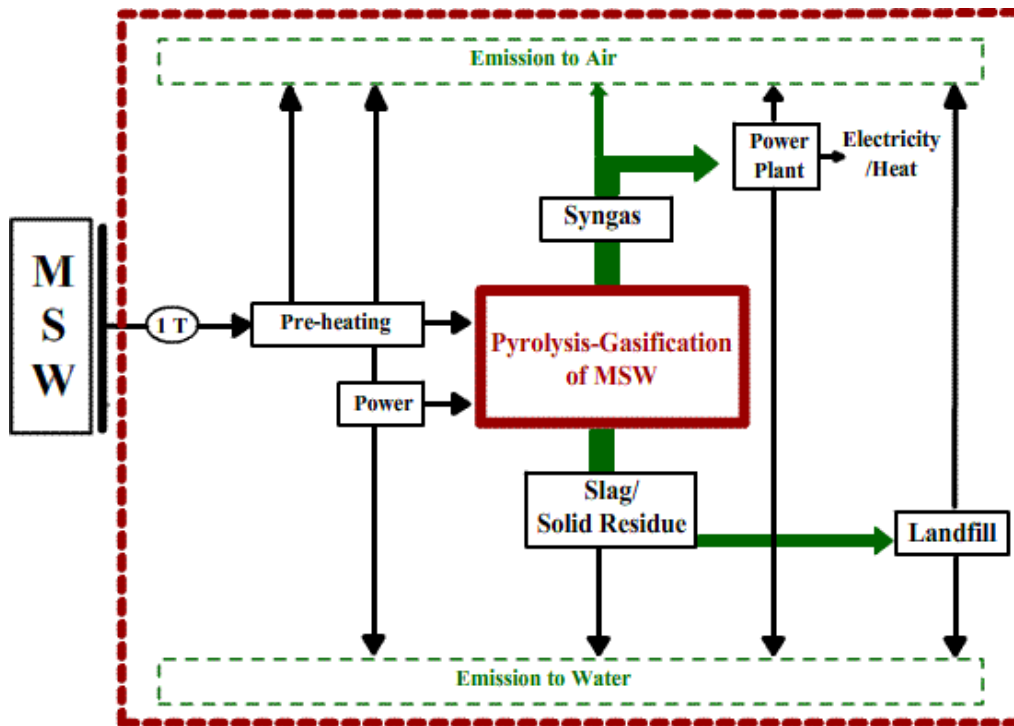 Emission to Air
Power
Plant
Electricity
/Heat
Syngas
M
S
W
1 T
Pre-heating
Pyrolysis-Gasification
of MSW
Power
Slag/
Solid Residue
Landfill
Emission to Water